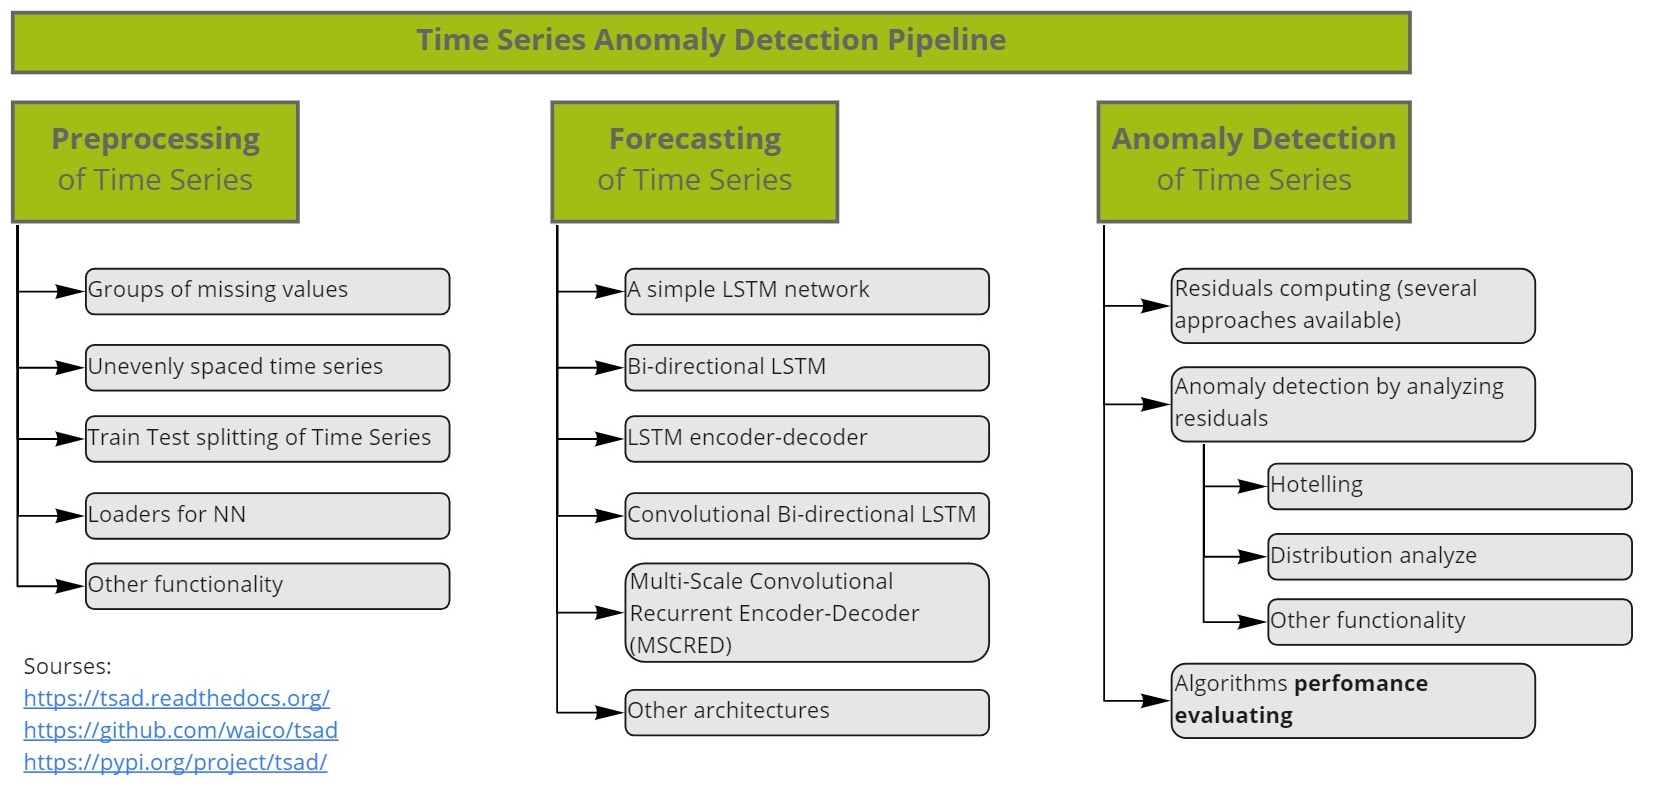 Time Series Anomaly Detection Pipeline
Preprocessing
of Time Series
Groups of missing values
Unevenly spaced time series
Train Test splitting of Time Series
Loaders for NN
Other functionality
Sourses:
https://tsad.readthedocs.org/
https://github.com/waico/tsad
https://pypi.org/project/tsad/
Forecasting
of Time Series
A simple LSTM network
Bi-directional LSTM
LSTM encoder-decoder
Convolutional Bi-directional LSTM
Multi-Scale Convolutional
Recurrent Encoder-Decoder
(MSCRED)
Other architectures
Anomaly Detection
of Time Series
Residuals computing (several
approaches available)
Anomaly detection by analyzing
residuals
Hotelling
Distribution analyze
Other functionality
Algorithms perfomance
evaluating